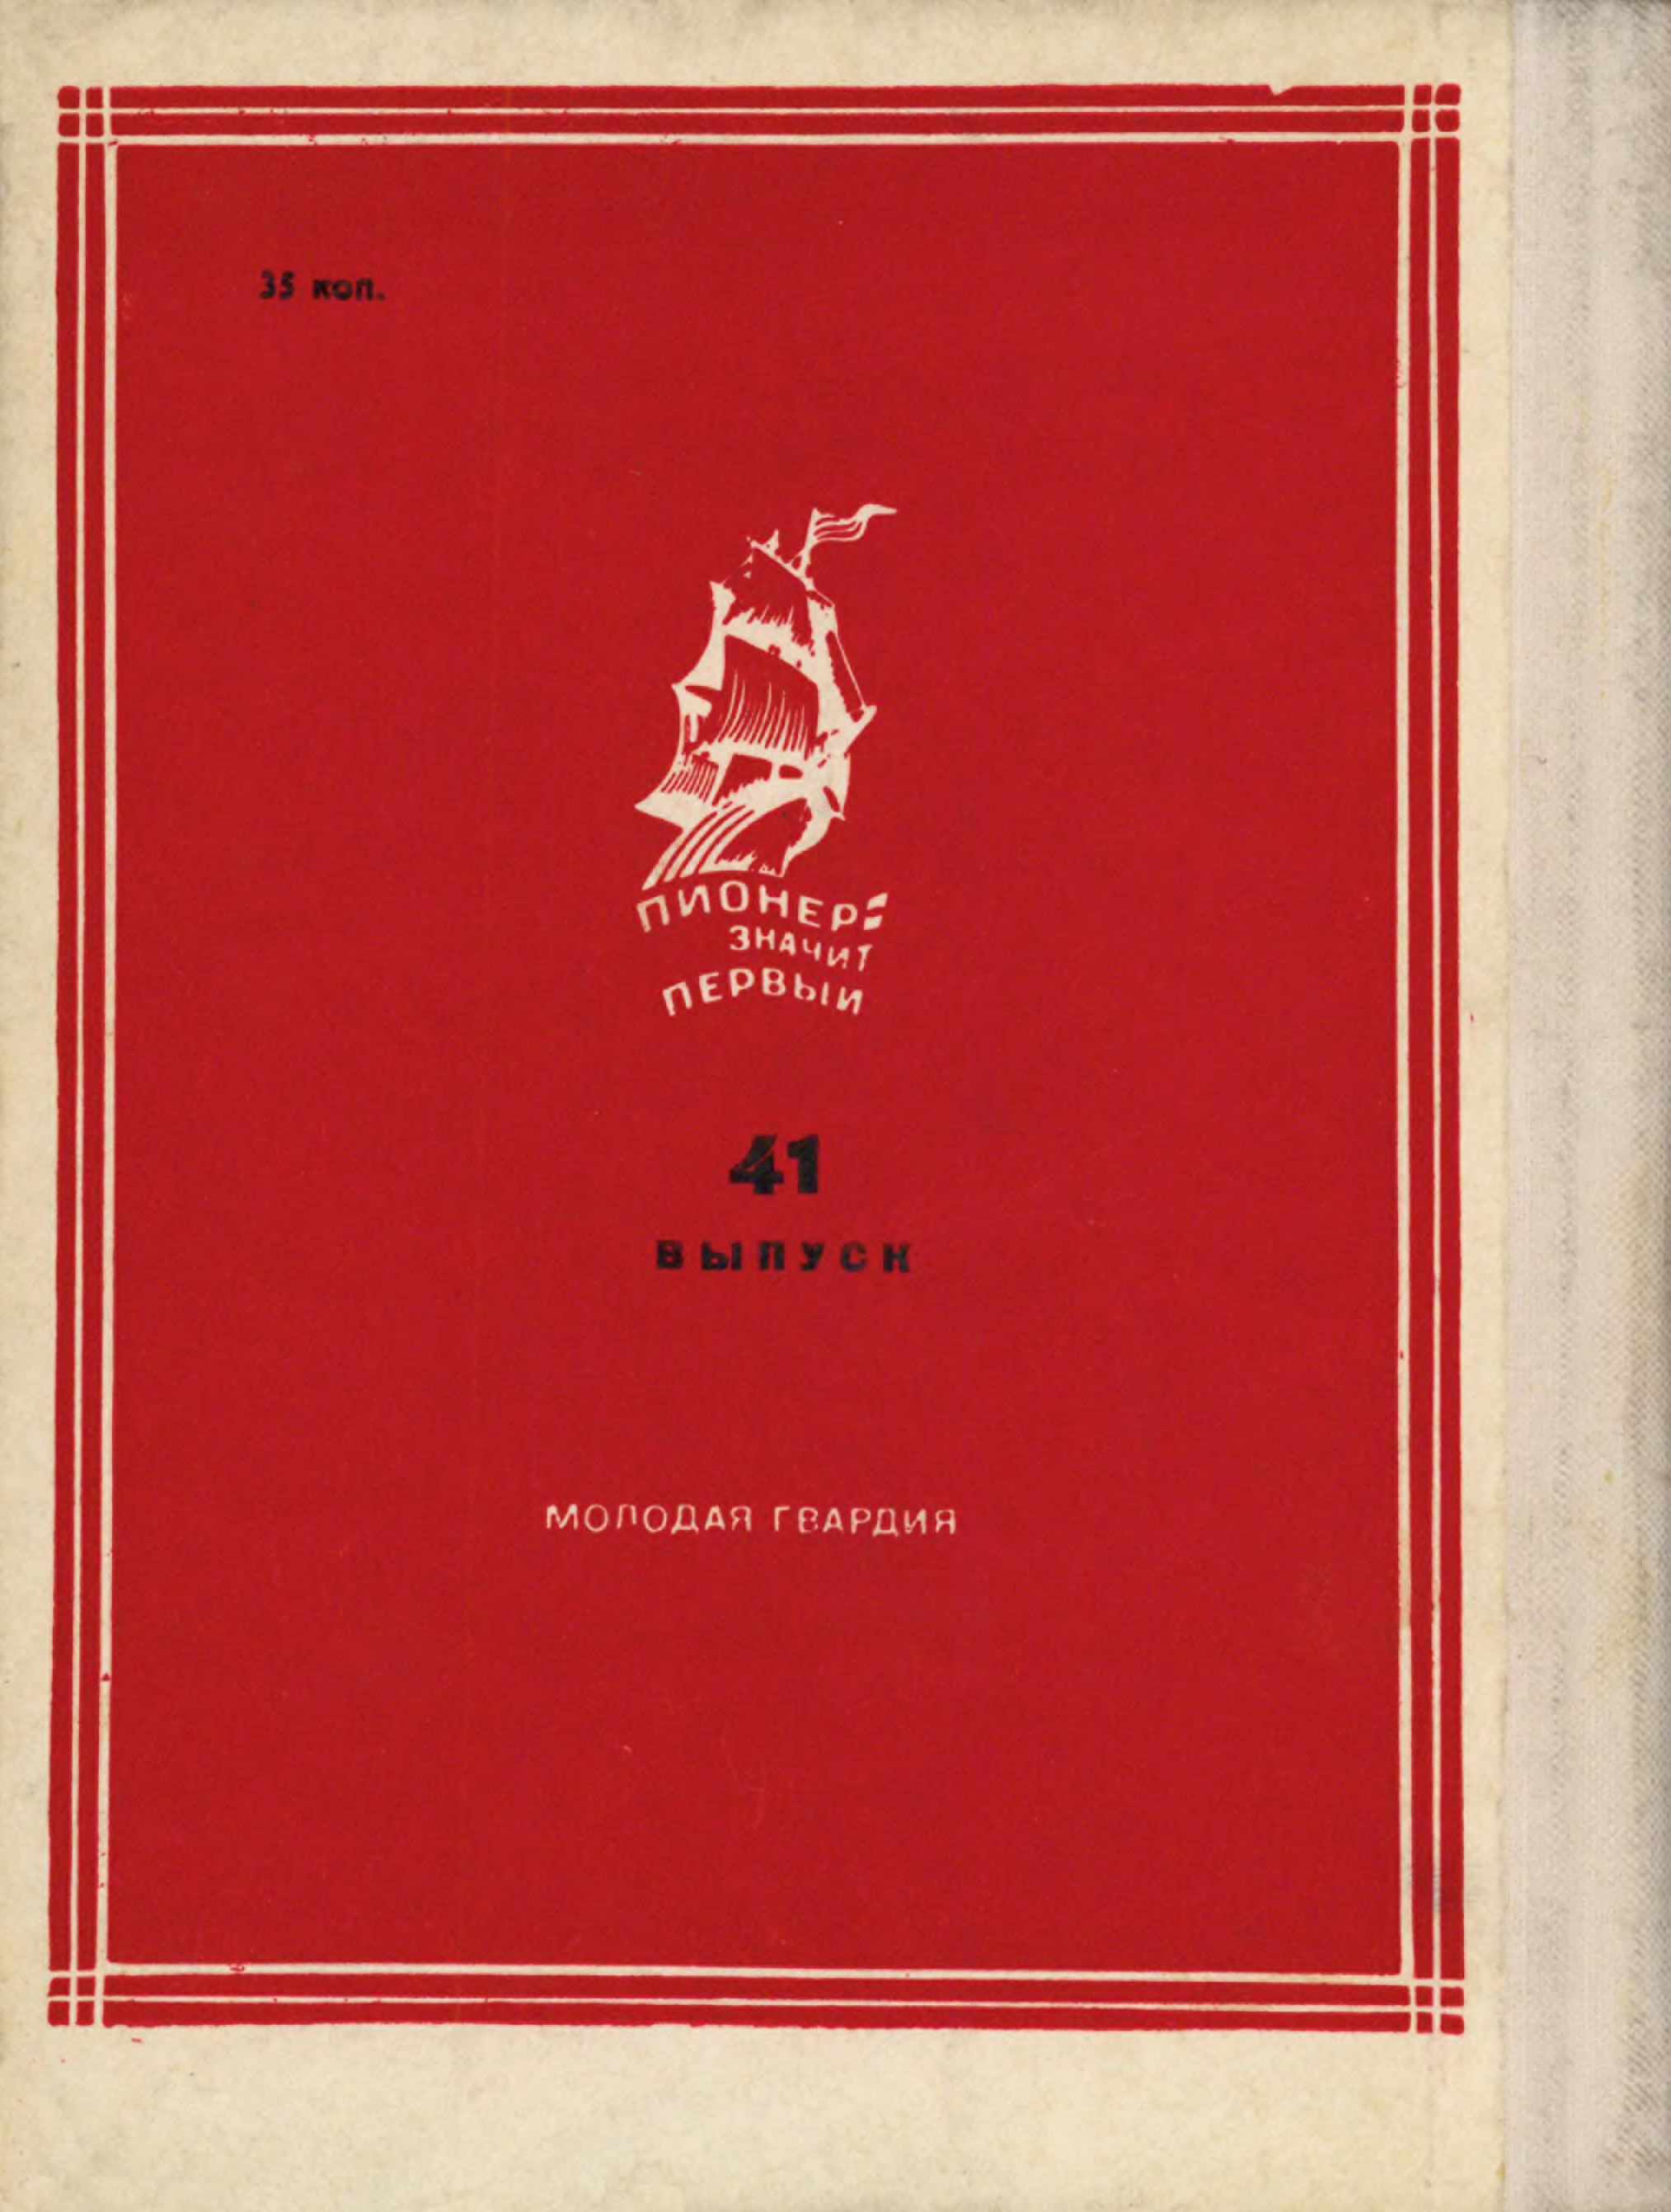 35 коп.
ПИОНЕР=
ЗНАЧИТ
ПЕРВЫЙ
41
ВЫПУСК
МОЛОДАЯ ГВАРДИЯ